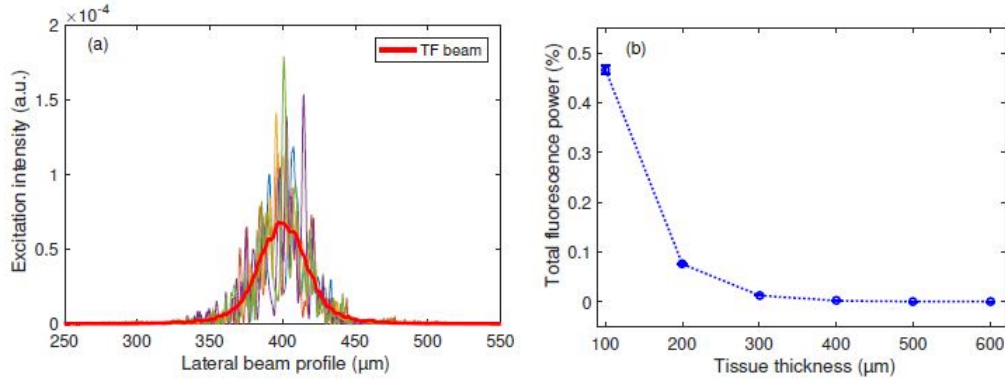 ×10⁻⁴
(a)
TF beam
2
1.5
1
0.5
0
250 300 350 400 450 500 550
Lateral beam profile (µm)
Excitation intensity (a.u.)
(b)
0.5
0.4
0.3
0.2
0.1
0
100 200 300 400 500 600
Tissue thickness (µm)
Total fluorescence power (%)